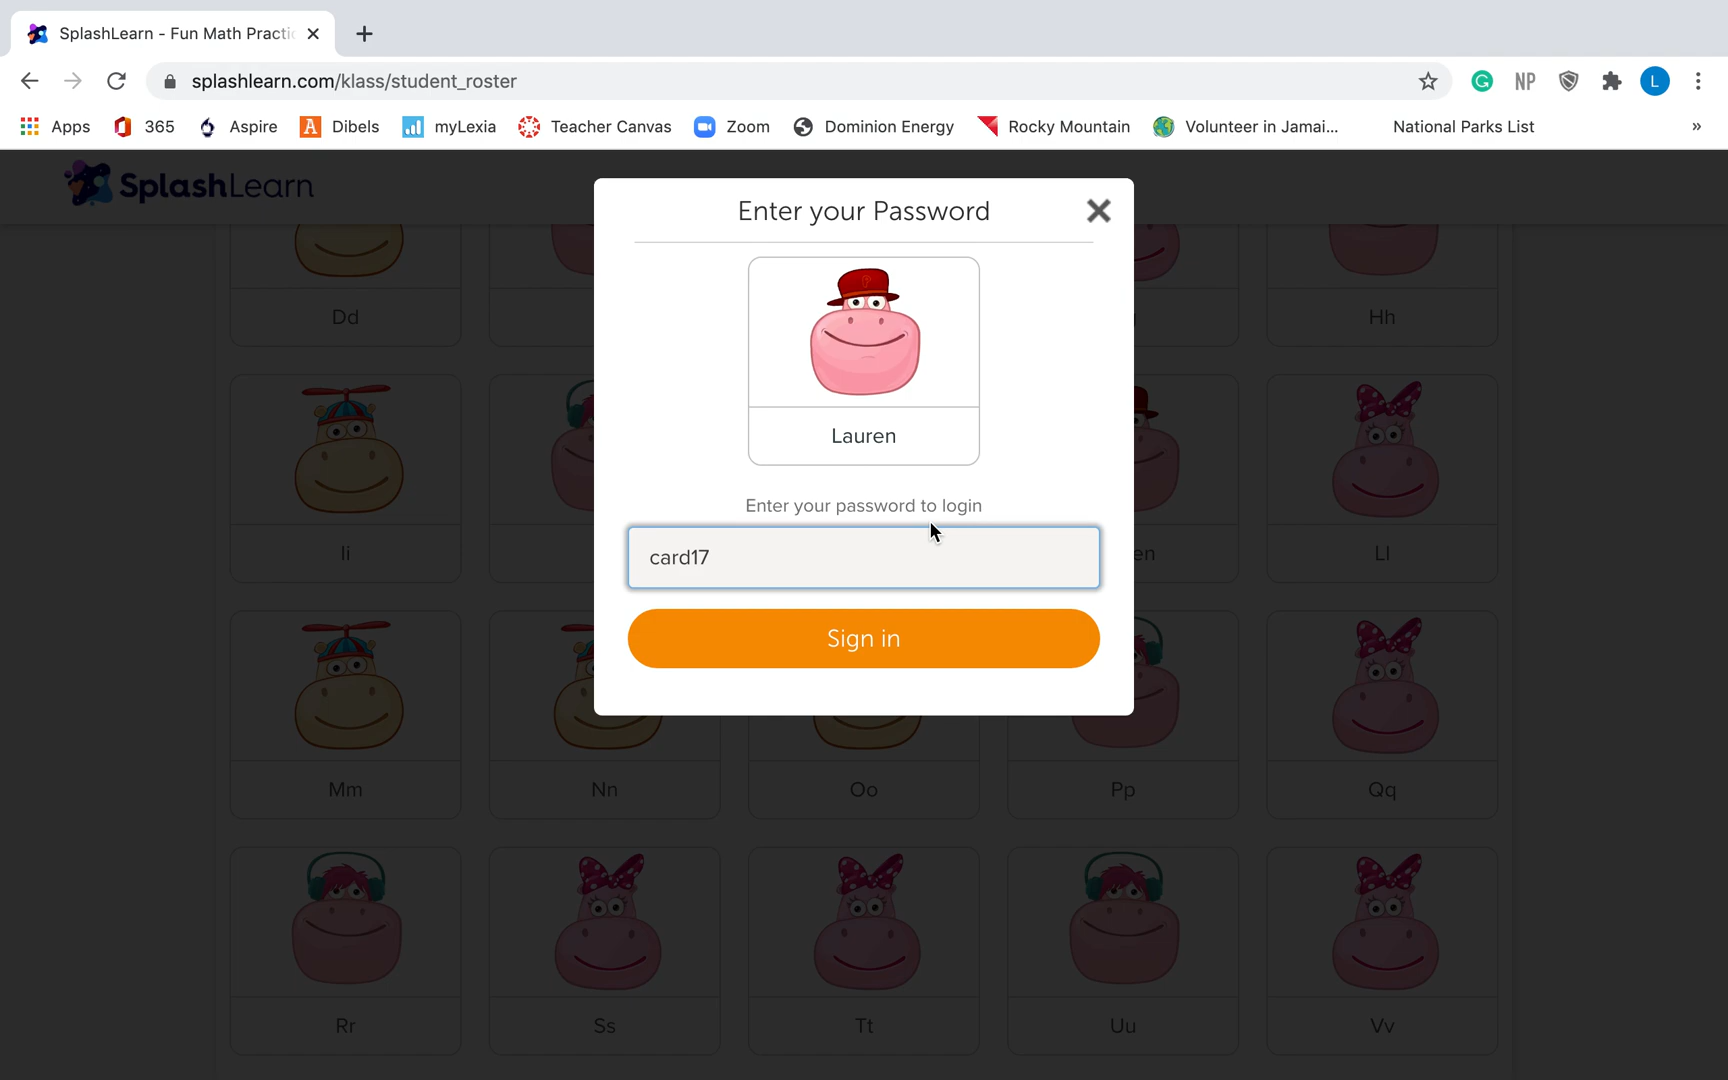 SplashLearn - Fun Math Practic
splashlearn.com/klass/student_roster
NP
L
Apps 365 Aspire Dibels myLexia Teacher Canvas Zoom Dominion Energy Rocky Mountain Volunteer in Jamai... National Parks List »
SplashLearn
Enter your Password
Lauren
Enter your password to login
card17
Sign in
Dd Hh
Ii en Ll
Mm Nn Oo Pp Qq
Rr Ss Tt Uu Vv